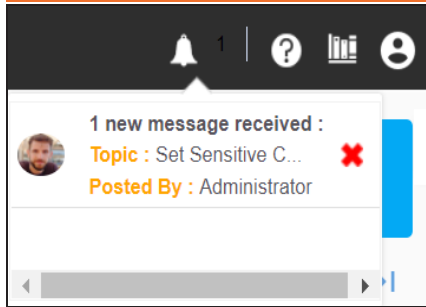 1
1 new message received :
Topic : Set Sensitive C...
Posted By : Administrator